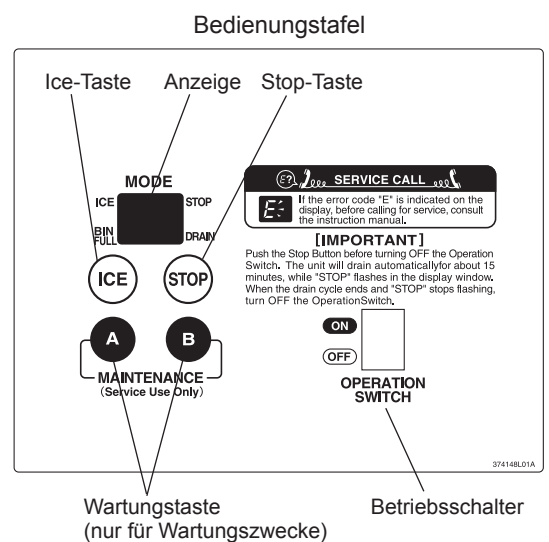 Bedienungstafel
Ice-Taste
Anzeige
Stop-Taste
MODE
ICE
STOP
BIN
FULL
DRAIN
ICE
STOP
A
B
MAINTENANCE
(Service Use Only)
E?
SERVICE CALL
E
If the error code "E" is indicated on the
display, before calling for service, consult
the instruction manual.
[IMPORTANT]
Push the Stop Button before turning OFF the Operation
Switch. The unit will drain automaticallyfor about 15
minutes, while "STOP" flashes in the display window.
When the drain cycle ends and "STOP" stops flashing,
turn OFF the OperationSwitch.
ON
OFF
OPERATION
SWITCH
374148L01A
Wartungstaste
(nur für Wartungszwecke)
Betriebsschalter